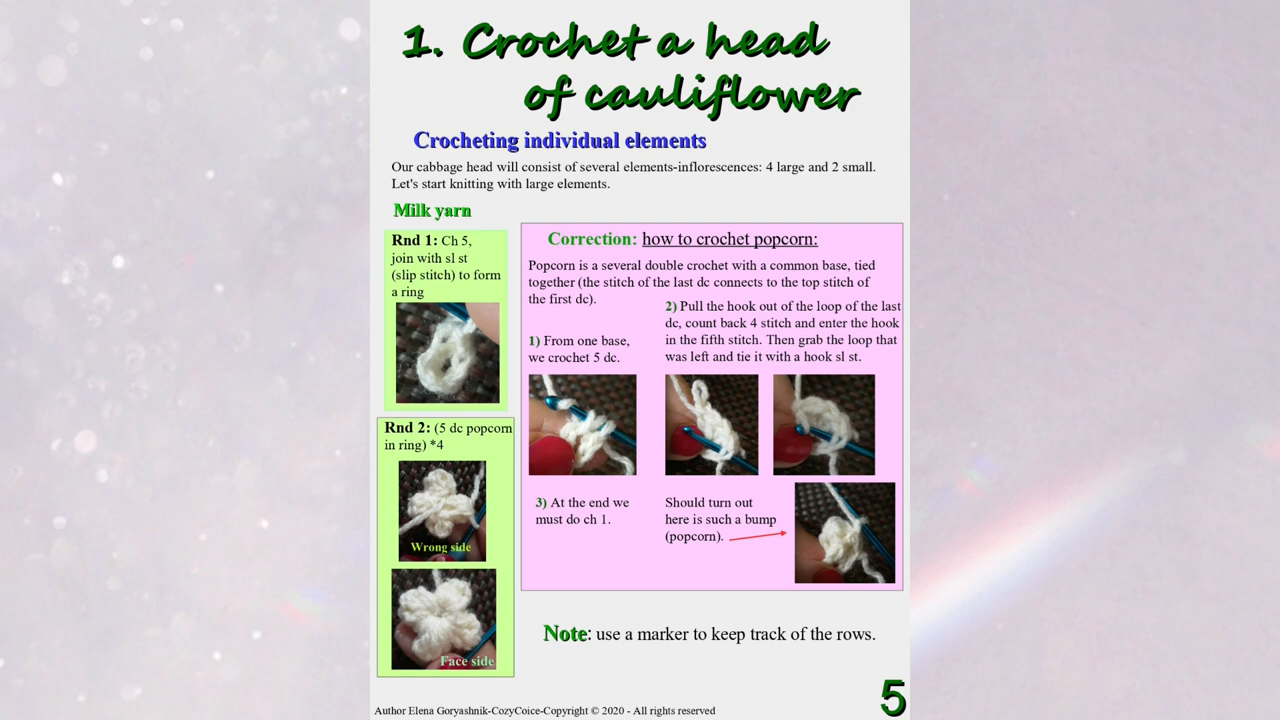 1. Crochet a head
of cauliflower
Crocheting individual elements
Our cabbage head will consist of several elements-inflorescences: 4 large and 2 small.
Let's start knitting with large elements.
Milk yarn
Rnd 1: Ch 5,
join with sl st
(slip stitch) to form
a ring
Rnd 2: (5 dc popcorn
in ring) *4
Wrong side
Face side
Correction: how to crochet popcorn:
Popcorn is a several double crochet with a common base, tied
together (the stitch of the last dc connects to the top stitch of
the first dc).
1) From one base,
we crochet 5 dc.
2) Pull the hook out of the loop of the last
dc, count back 4 stitch and enter the hook
in the fifth stitch. Then grab the loop that
was left and tie it with a hook sl st.
3) At the end we
must do ch 1.
Should turn out
here is such a bump
(popcorn).
Note: use a marker to keep track of the rows.
Author Elena Goryashnik-CozyCoice-Copyright © 2020 - All rights reserved
5